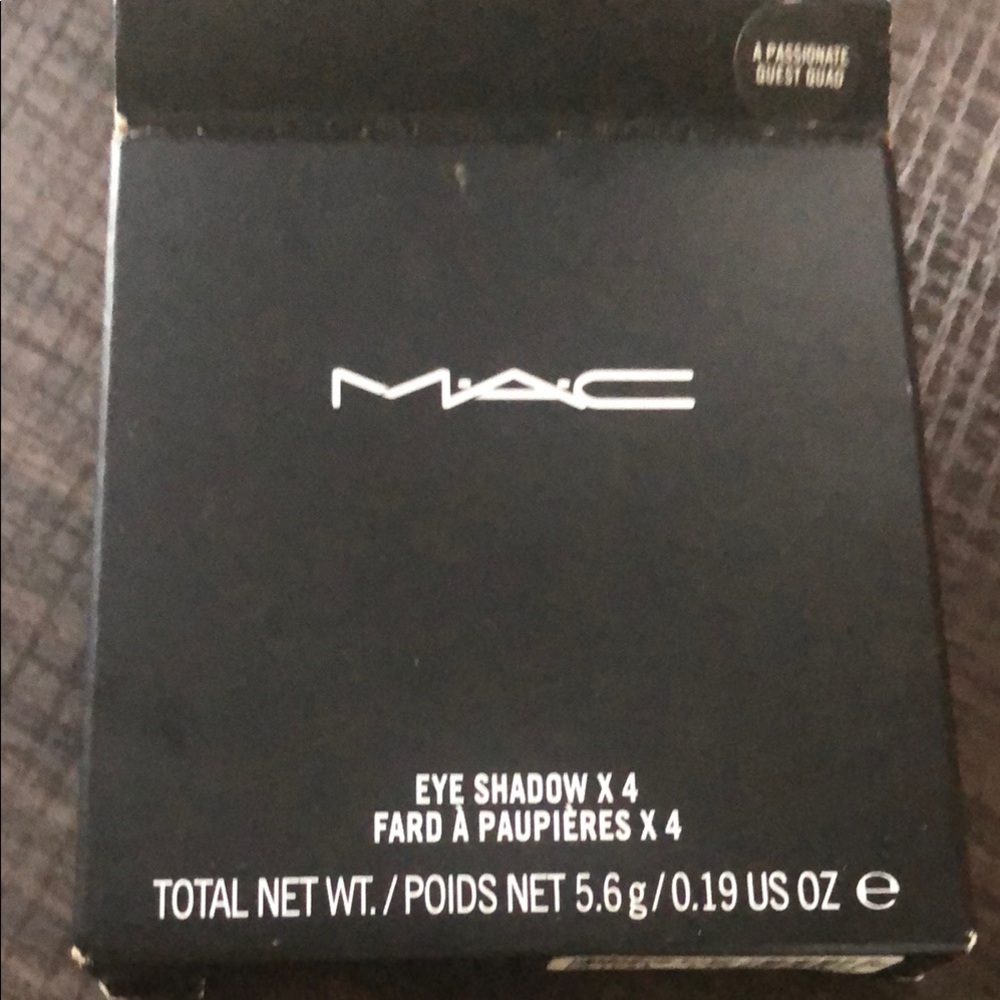 A PASSIONATE
QUEST QUAD
M·A·C
EYE SHADOW X 4
FARD À PAUPIÈRES X 4
TOTAL NET WT. / POIDS NET 5.6 g / 0.19 US OZ ℮